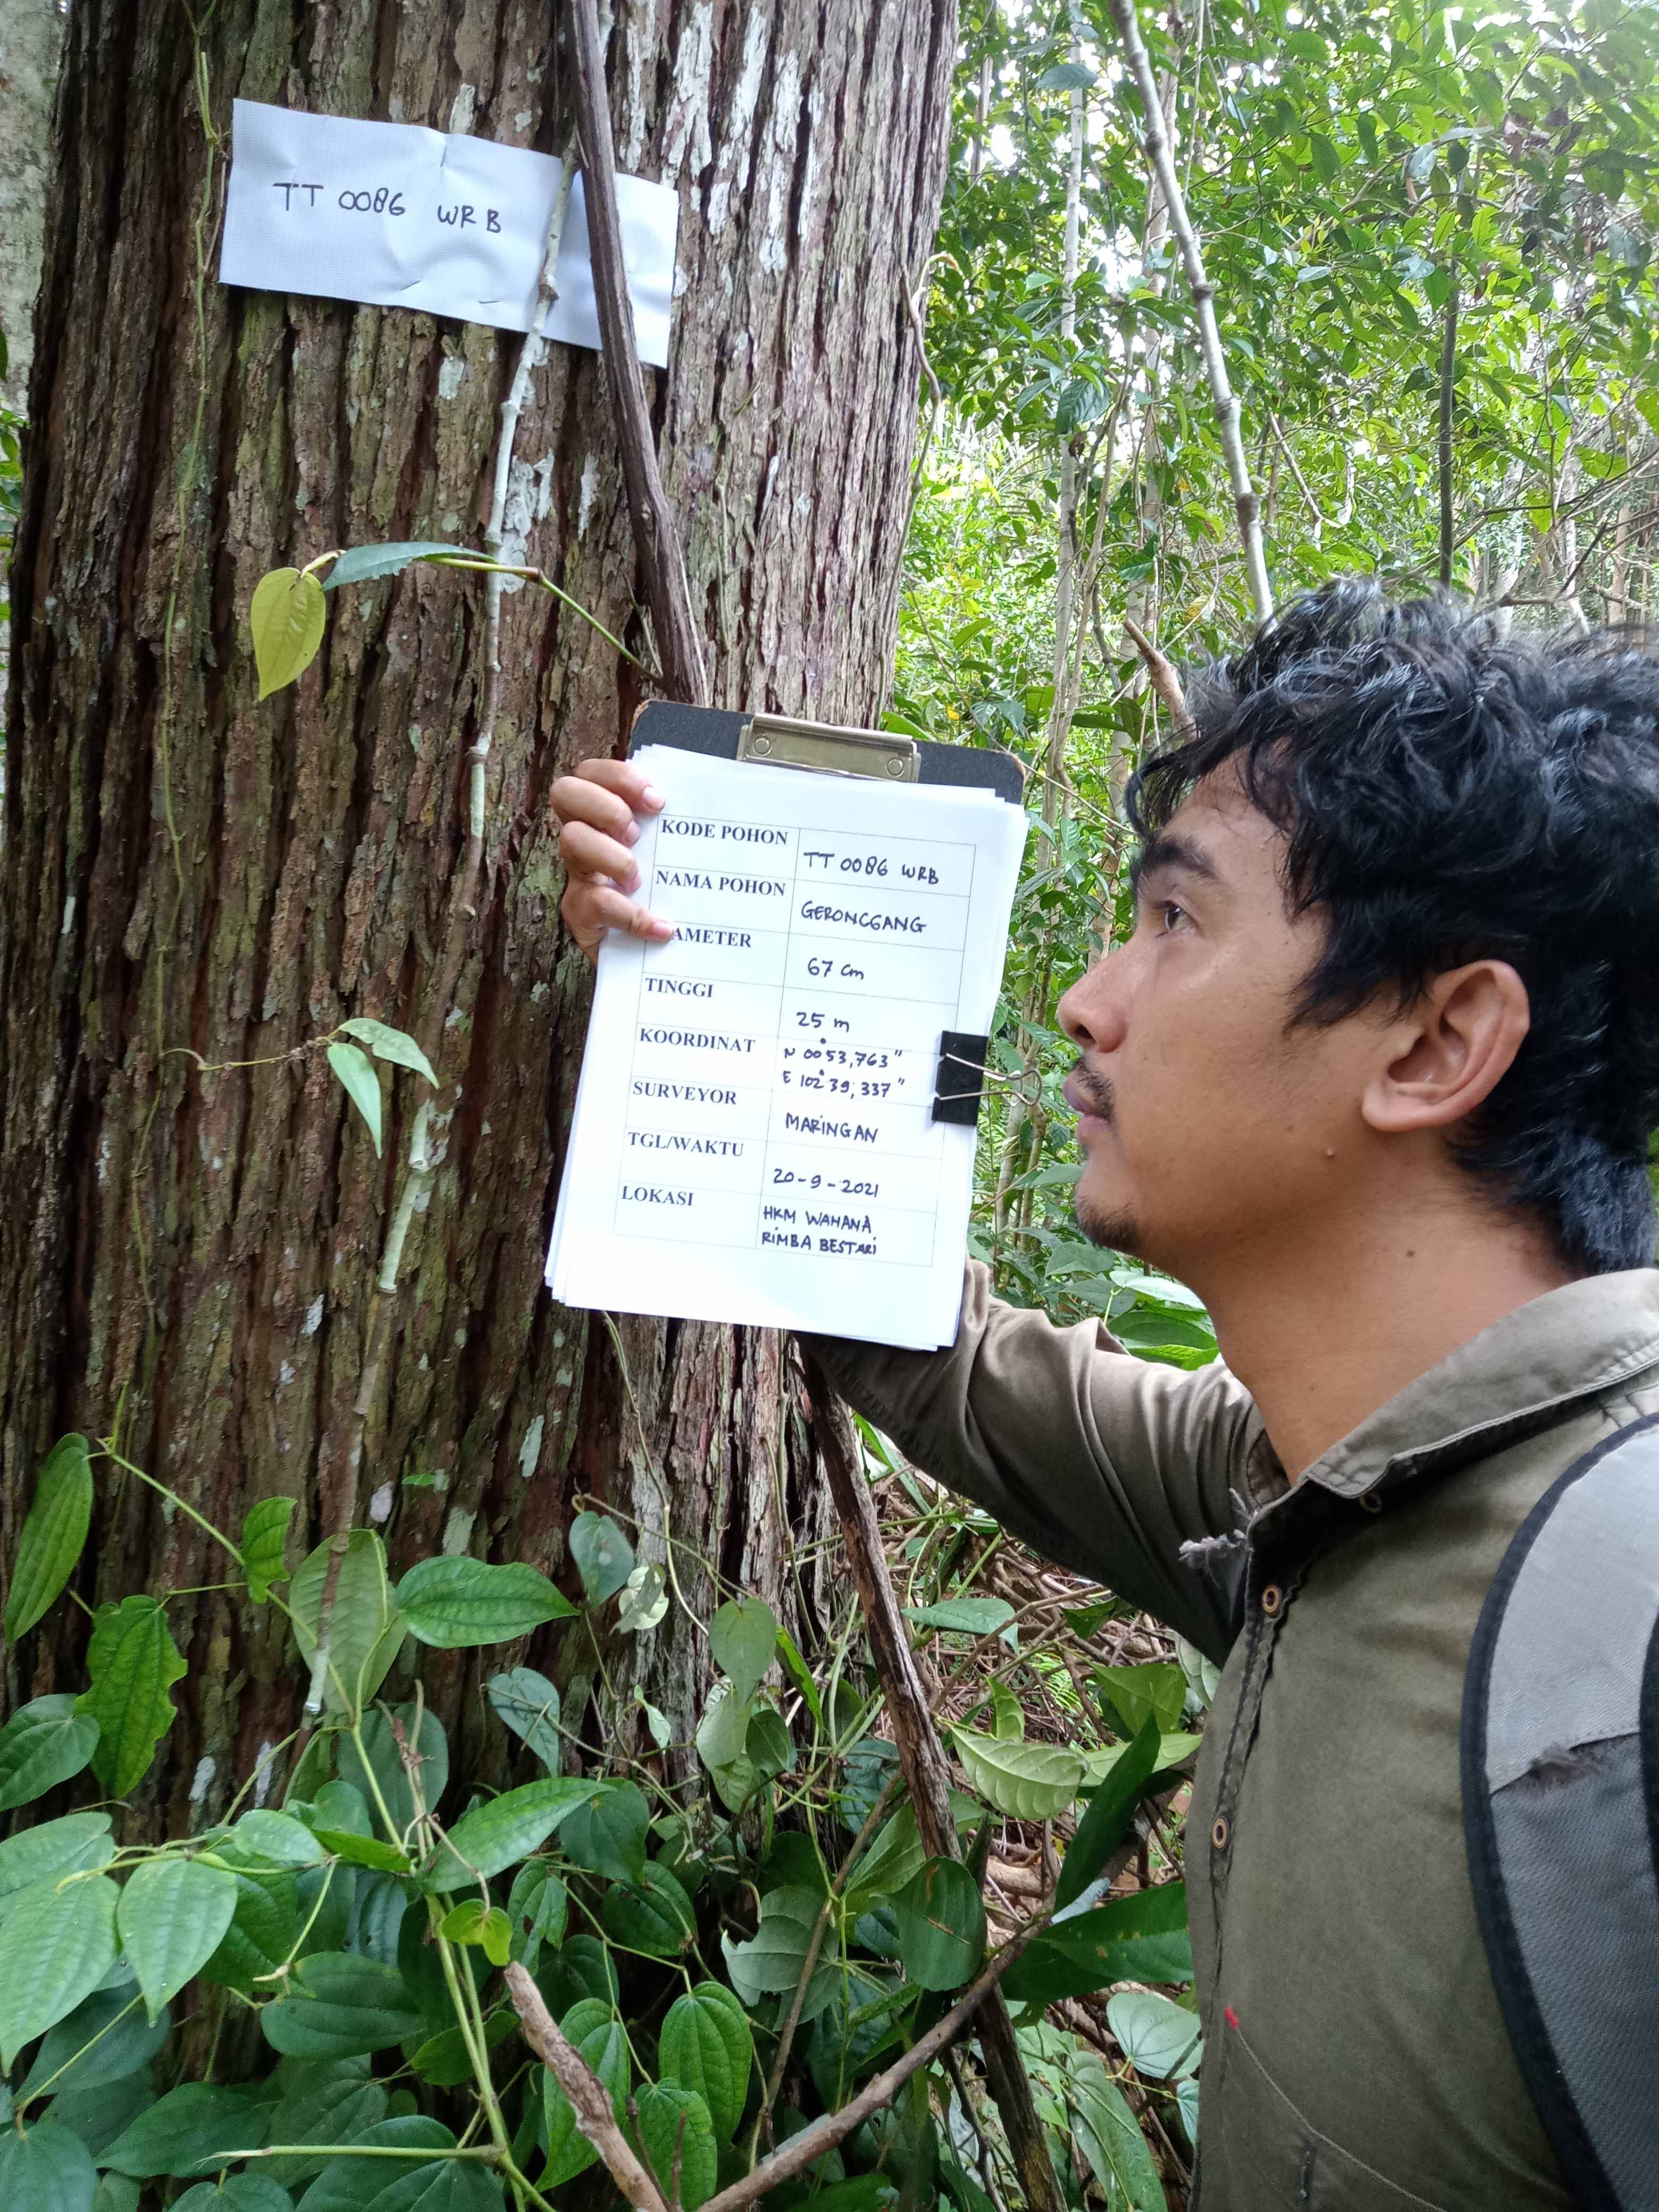 TT 0086 WRB
KODE POHON TT 0086 WRB
NAMA POHON GERONGGANG
AMETER 67 cm
TINGGI 25 m
KOORDINAT N 00°53,763"
E 102°39,337"
SURVEYOR MARINGAN
TGL/WAKTU 20-9-2021
LOKASI HKM WAHANA
RIMBA BESTARI